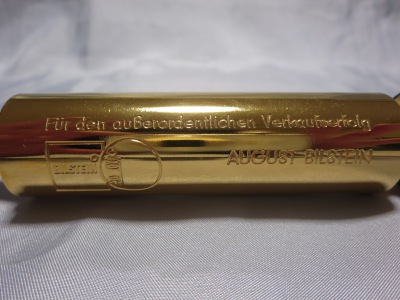 Für den außerordentlichen Verkaufserfolg
BILSTEIN
AUGUST BILSTEIN